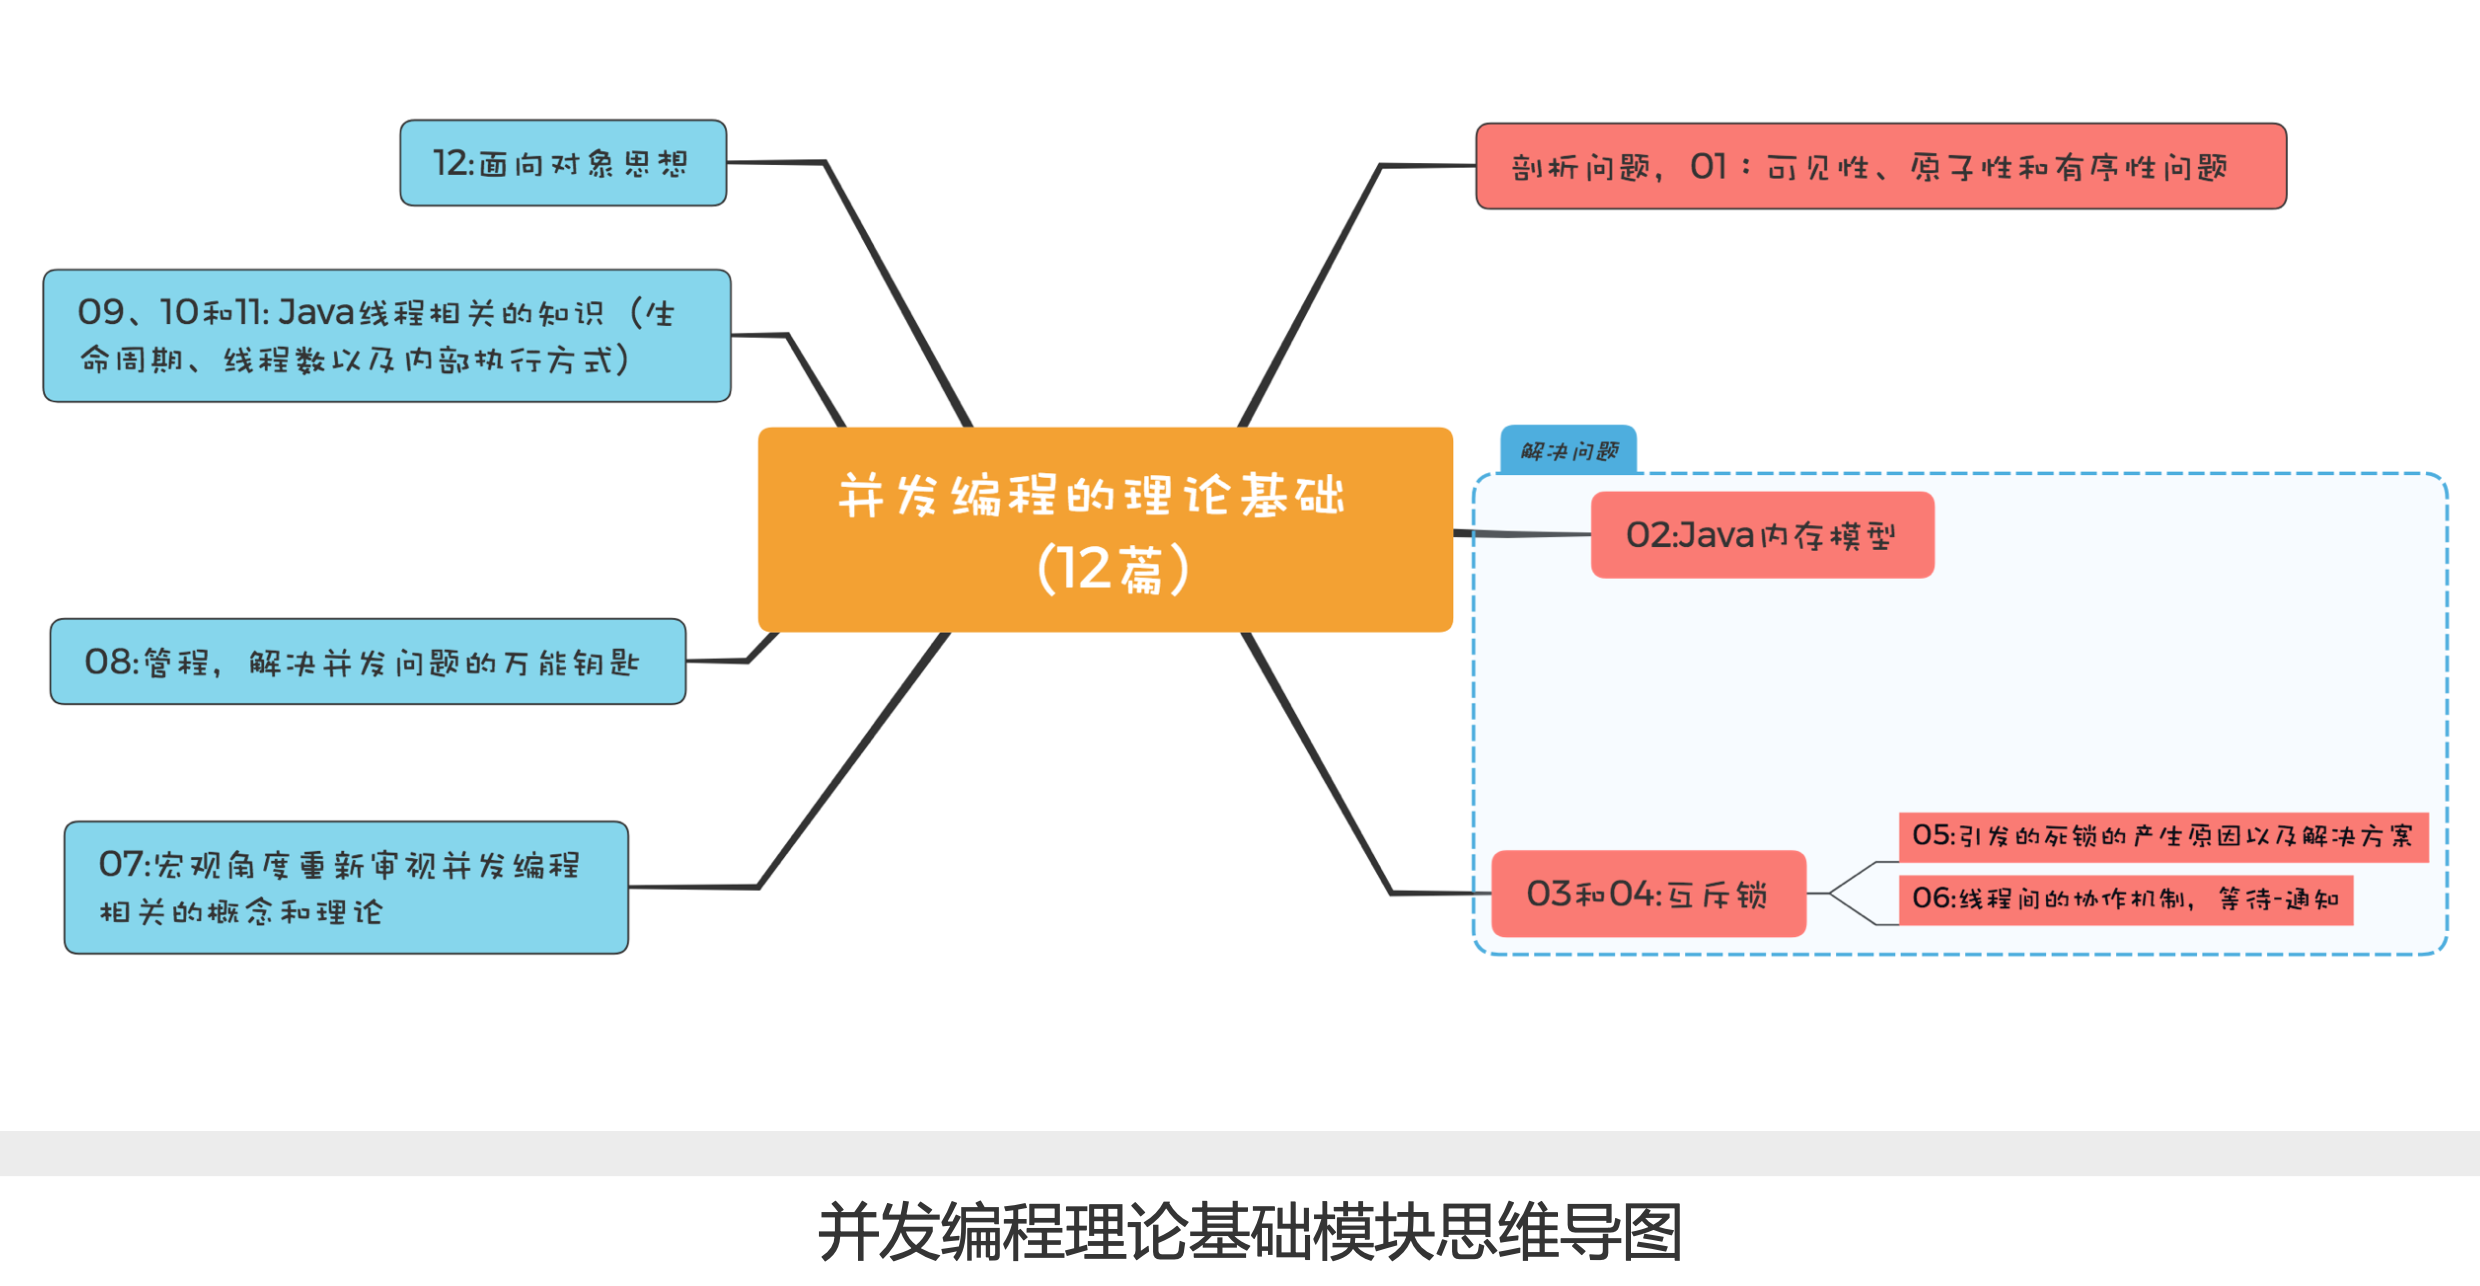 12:面向对象思想
剖析问题，01：可见性、原子性和有序性问题
09、10和11: Java线程相关的知识（生
命周期、线程数以及内部执行方式）
解决问题
并发编程的理论基础
（12篇）
02:Java内存模型
08:管程，解决并发问题的万能钥匙
07:宏观角度重新审视并发编程
相关的概念和理论
03和04:互斥锁
05:引发的死锁的产生原因以及解决方案
06:线程间的协作机制，等待-通知
并发编程理论基础模块思维导图